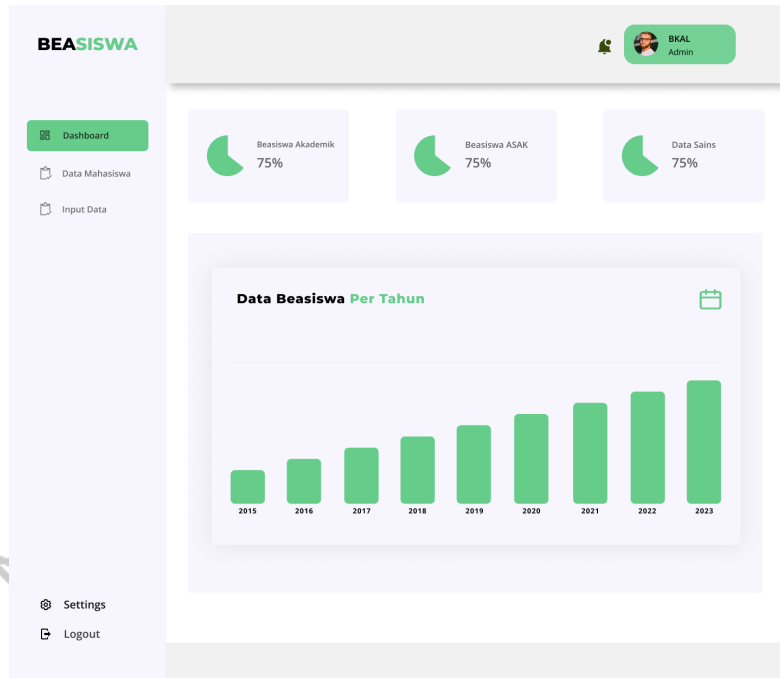 BEASISWA
BKAL
Admin
Dashboard
Data Mahasiswa
Input Data
Beasiswa Akademik
75%
Beasiswa ASAK
75%
Data Sains
75%
Data Beasiswa Per Tahun
2015 2016 2017 2018 2019 2020 2021 2022 2023
Settings
Logout